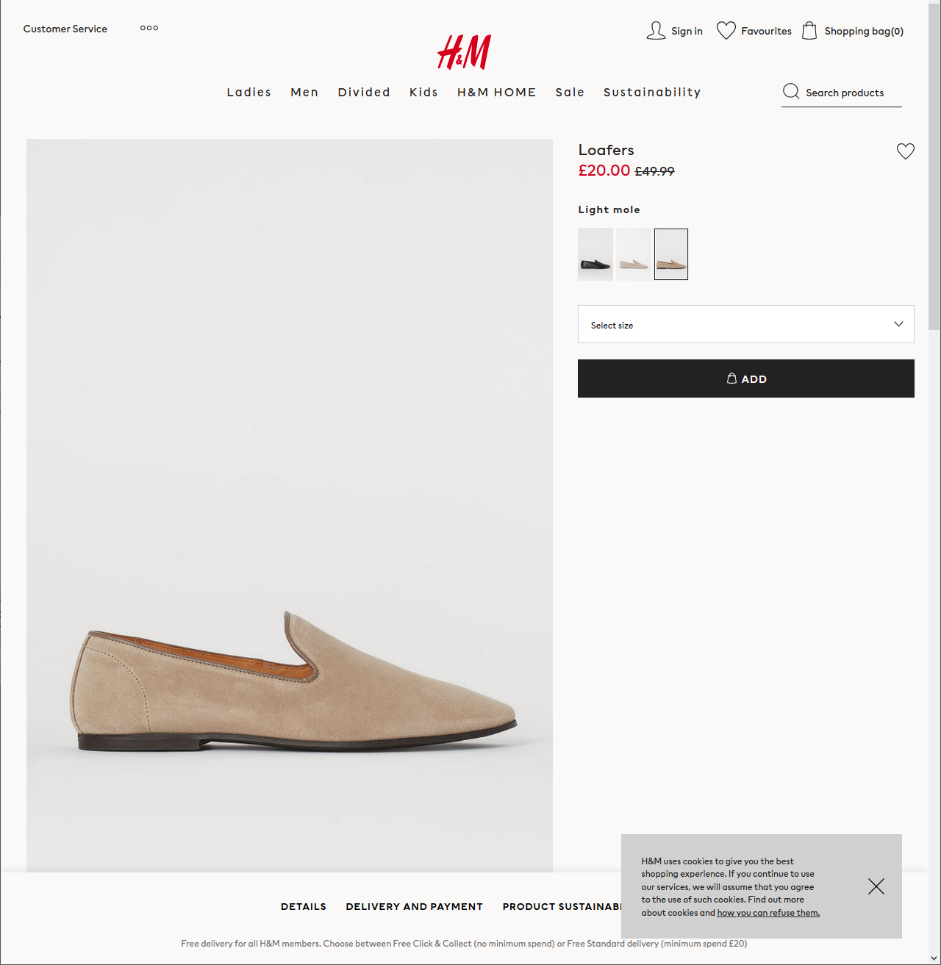 Customer Service
Sign in
Favourites
Shopping bag(0)
H&M
Ladies Men Divided Kids H&M HOME Sale Sustainability
Search products
Loafers
£20.00 £49.99
Light mole
Select size
ADD
H&M uses cookies to give you the best
shopping experience. If you continue to use
our services, we will assume that you agree
to the use of such cookies. Find out more
about cookies and how you can refuse them.
DETAILS DELIVERY AND PAYMENT PRODUCT SUSTAINAB
Free delivery for all H&M members. Choose between Free Click & Collect (no minimum spend) or Free Standard delivery (minimum spend £20)